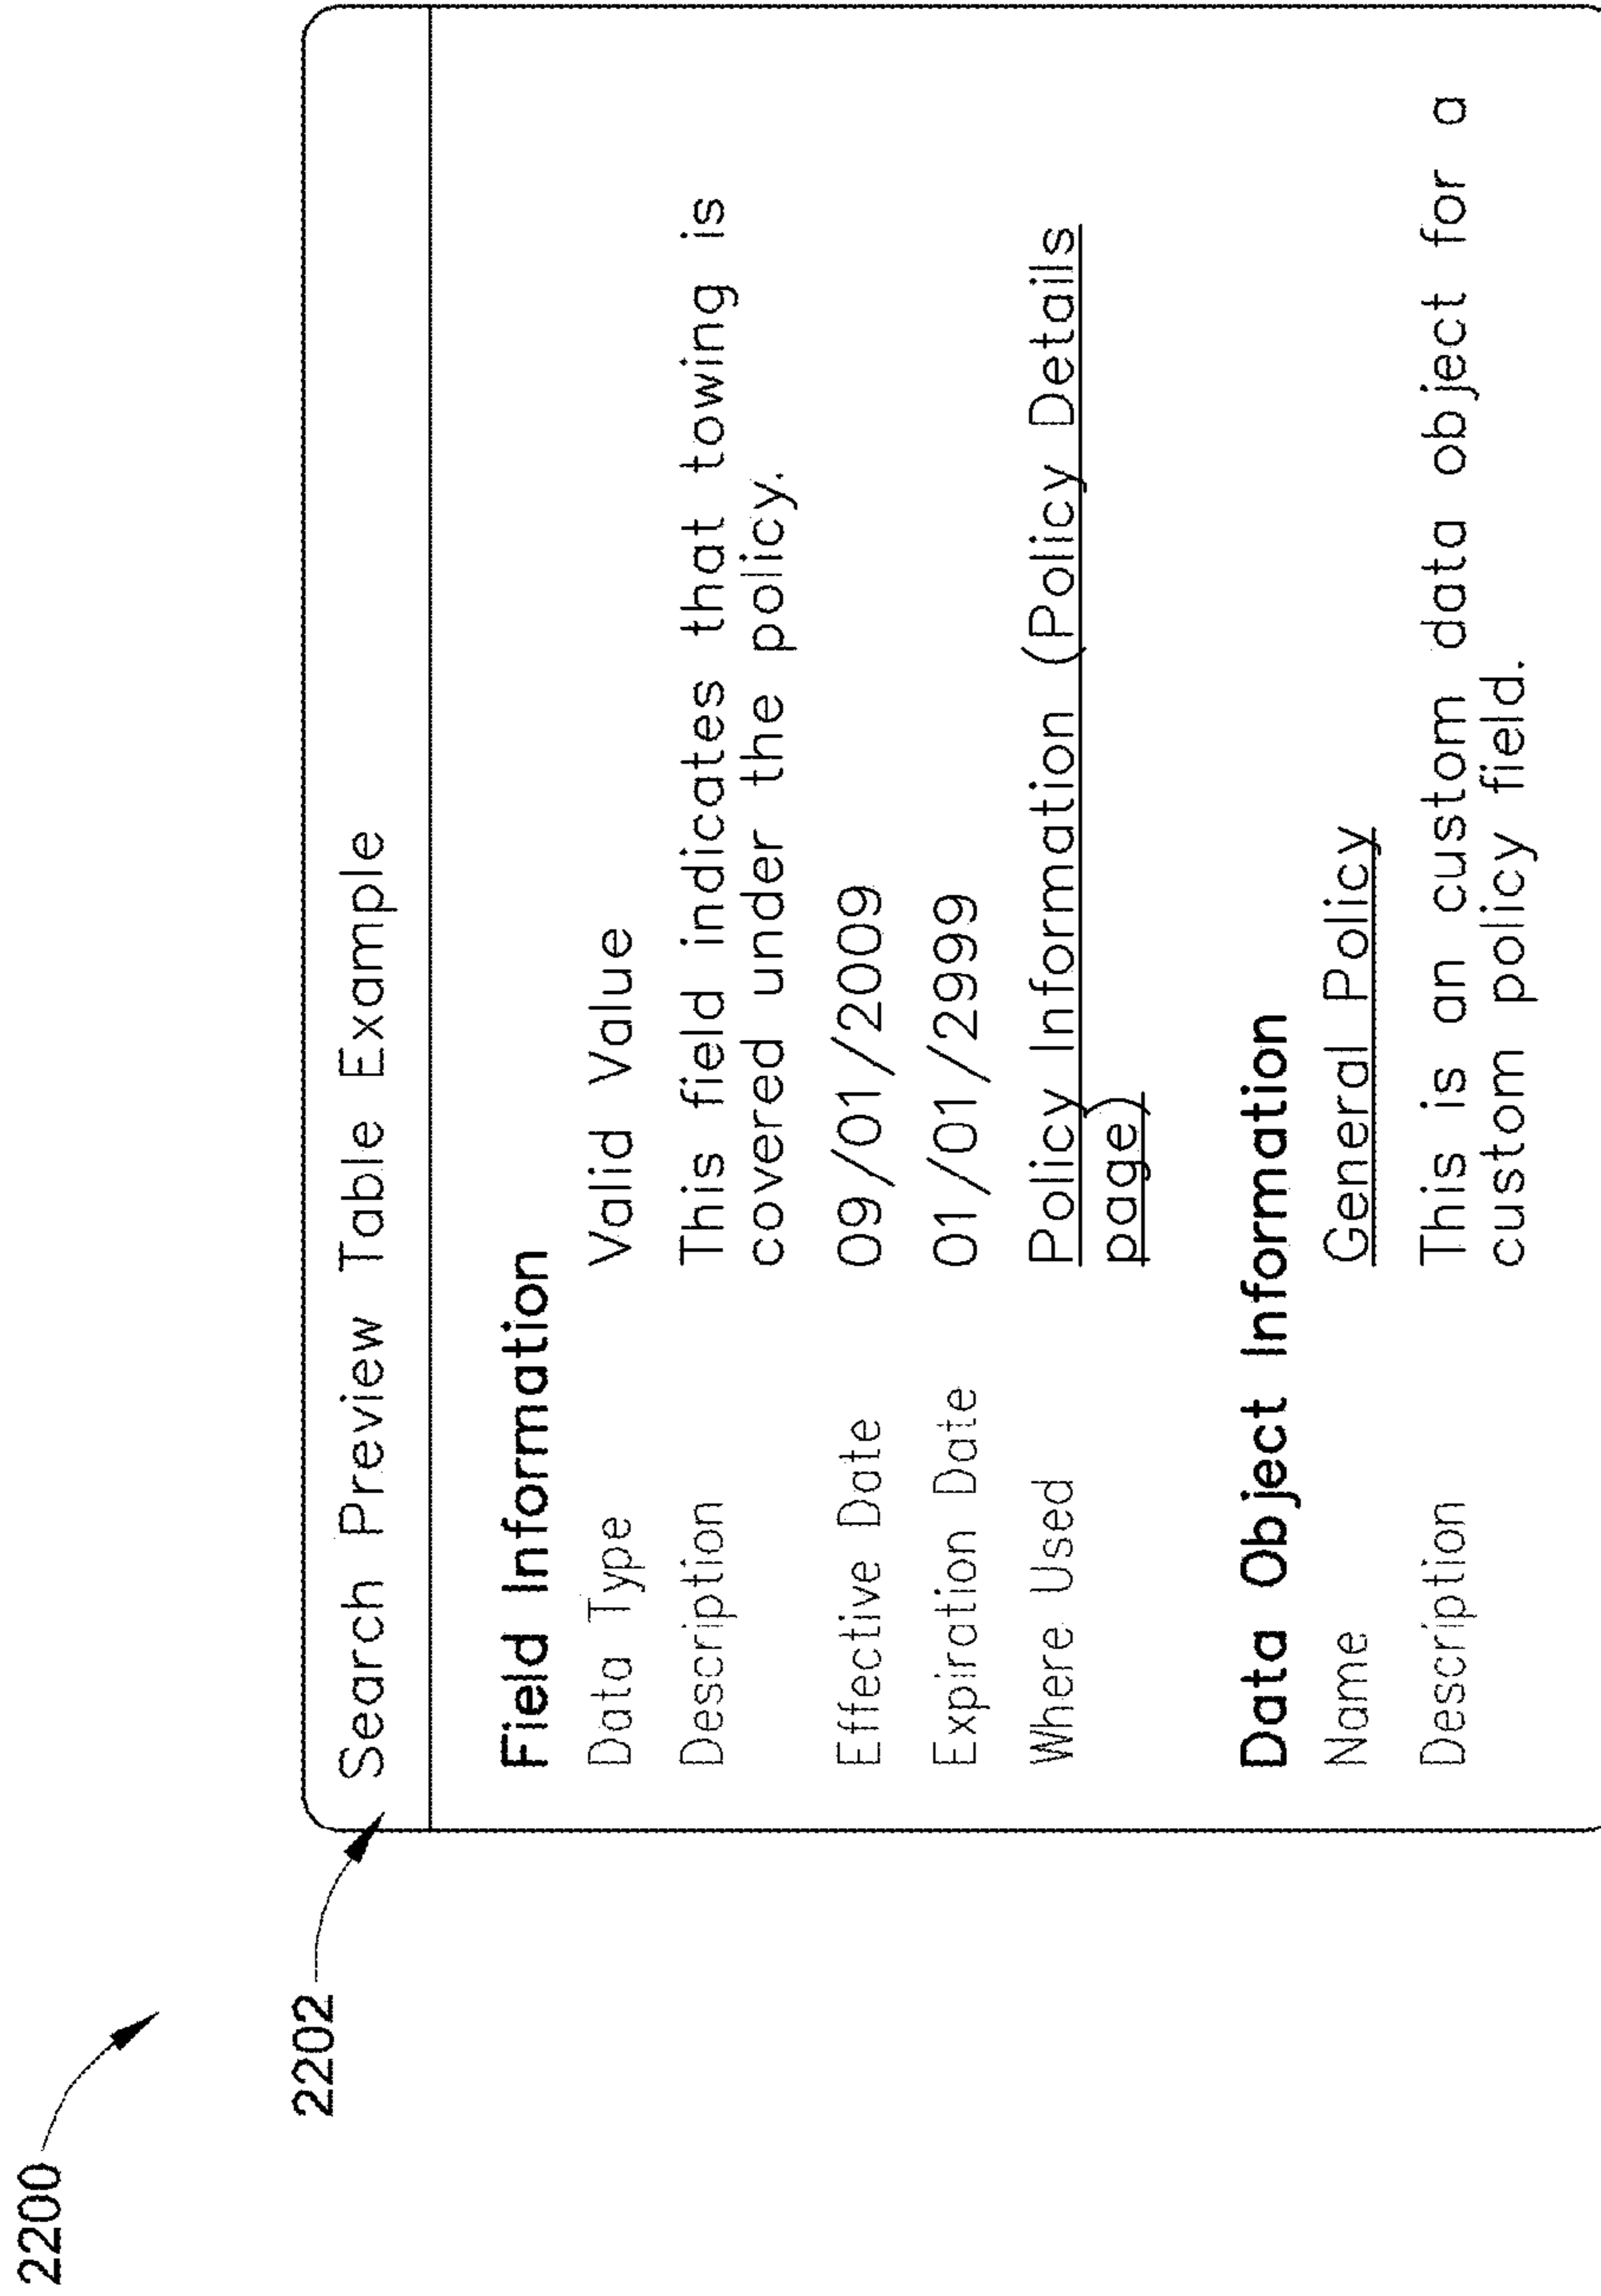 2200
2202
Search Preview Table Example
Field Information
Data Type Valid Value
Description This field indicates that towing is
covered under the policy.
Effective Date 09/01/2009
Expiration Date 01/01/2999
Where Used Policy Information (Policy Details
page)
Data Object Information
Name General Policy
Description This is an custom data object for a
custom policy field.